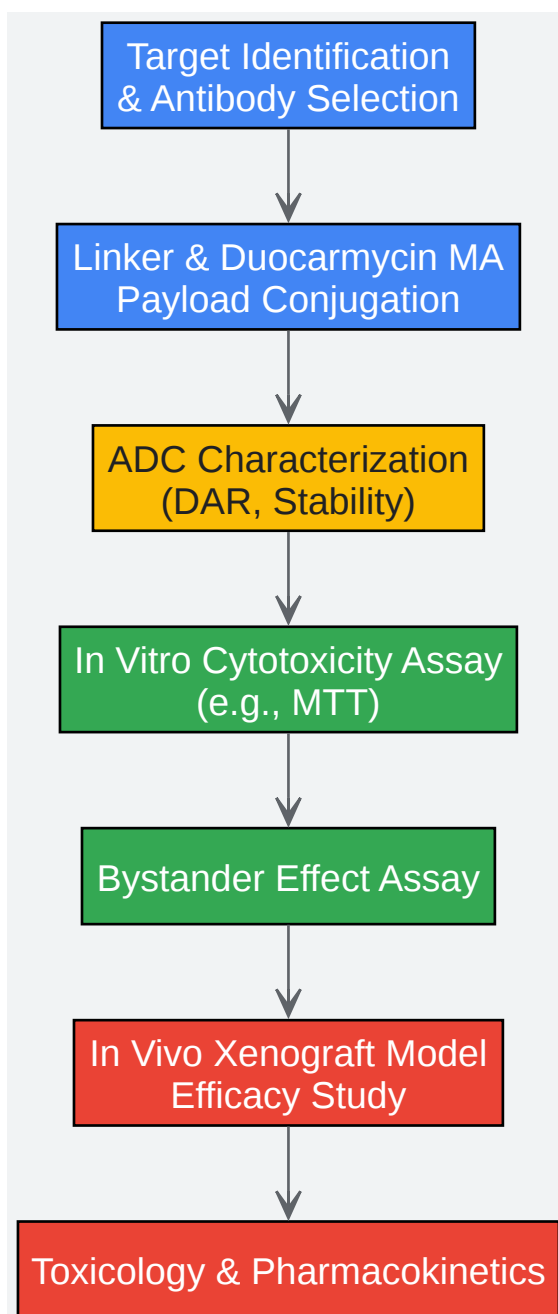 Target Identification
& Antibody Selection
Linker & Duocarmycin MA
Payload Conjugation
ADC Characterization
(DAR, Stability)
In Vitro Cytotoxicity Assay
(e.g., MTT)
Bystander Effect Assay
In Vivo Xenograft Model
Efficacy Study
Toxicology & Pharmacokinetics